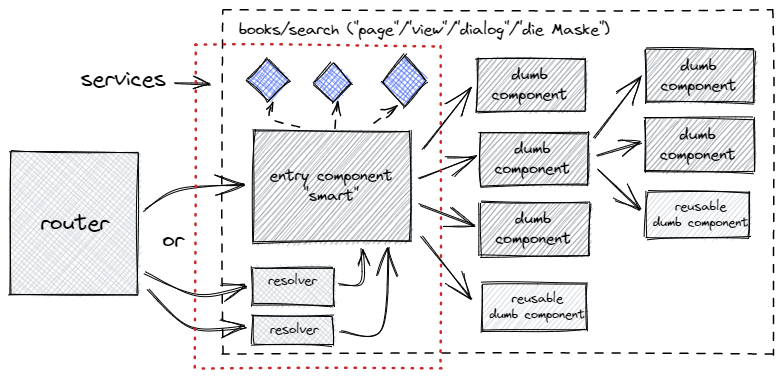 books/search ("page"/"view"/"dialog"/"die Maske")
services
dumb
component
dumb
component
router
or
entry component
"smart"
dumb
component
dumb
component
dumb
component
reusable
dumb component
resolver
resolver
reusable
dumb component